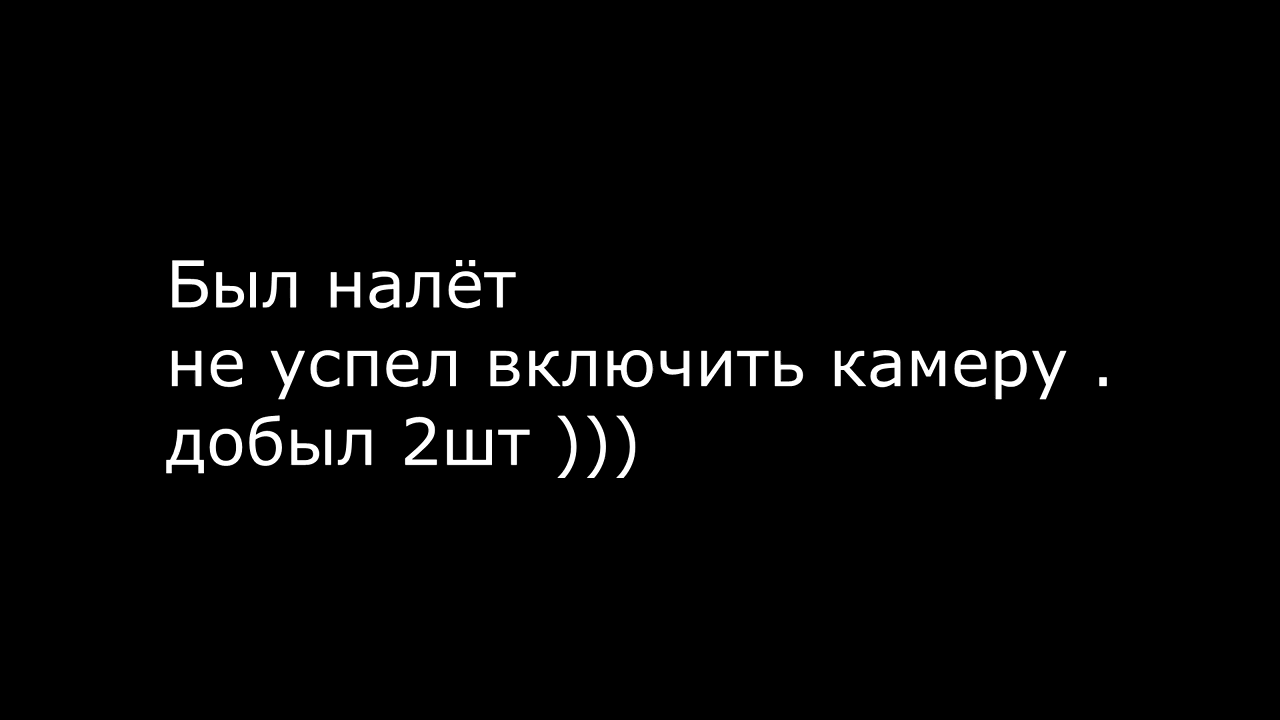 Был налёт
не успел включить камеру .
добыл 2шт )))